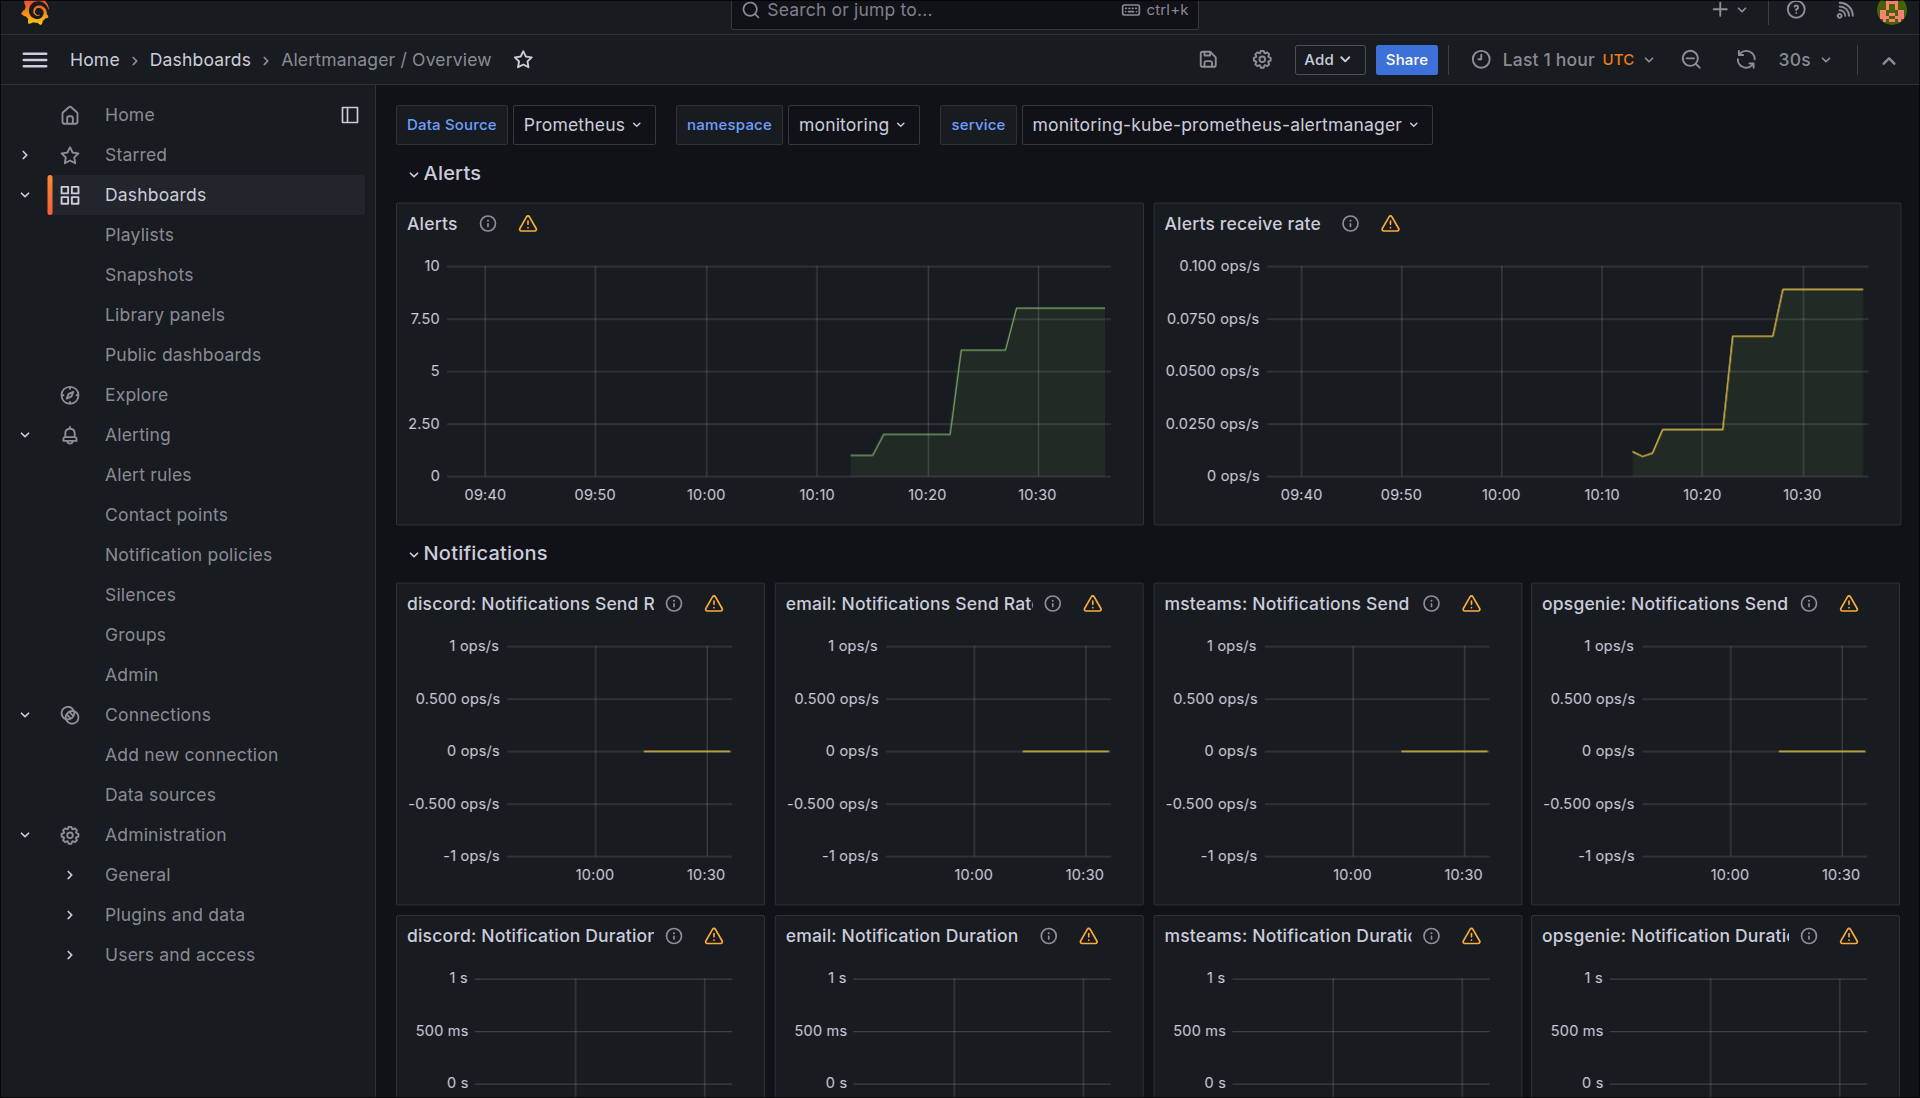 Search or jump to...
ctrl+k
Home › Dashboards › Alertmanager / Overview
Add
Share
Last 1 hour UTC
30s
Home
Starred
Dashboards
Playlists
Snapshots
Library panels
Public dashboards
Explore
Alerting
Alert rules
Contact points
Notification policies
Silences
Groups
Admin
Connections
Add new connection
Data sources
Administration
General
Plugins and data
Users and access
Data Source
Prometheus
namespace
monitoring
service
monitoring-kube-prometheus-alertmanager
Alerts
Alerts
10
7.50
5
2.50
0
09:40 09:50 10:00 10:10 10:20 10:30
Alerts receive rate
0.100 ops/s
0.0750 ops/s
0.0500 ops/s
0.0250 ops/s
0 ops/s
09:40 09:50 10:00 10:10 10:20 10:30
Notifications
discord: Notifications Send R
1 ops/s
0.500 ops/s
0 ops/s
-0.500 ops/s
-1 ops/s
10:00 10:30
email: Notifications Send Rat
1 ops/s
0.500 ops/s
0 ops/s
-0.500 ops/s
-1 ops/s
10:00 10:30
msteams: Notifications Send
1 ops/s
0.500 ops/s
0 ops/s
-0.500 ops/s
-1 ops/s
10:00 10:30
opsgenie: Notifications Send
1 ops/s
0.500 ops/s
0 ops/s
-0.500 ops/s
-1 ops/s
10:00 10:30
discord: Notification Duration
1 s
500 ms
0 s
email: Notification Duration
1 s
500 ms
0 s
msteams: Notification Duratic
1 s
500 ms
0 s
opsgenie: Notification Durati
1 s
500 ms
0 s